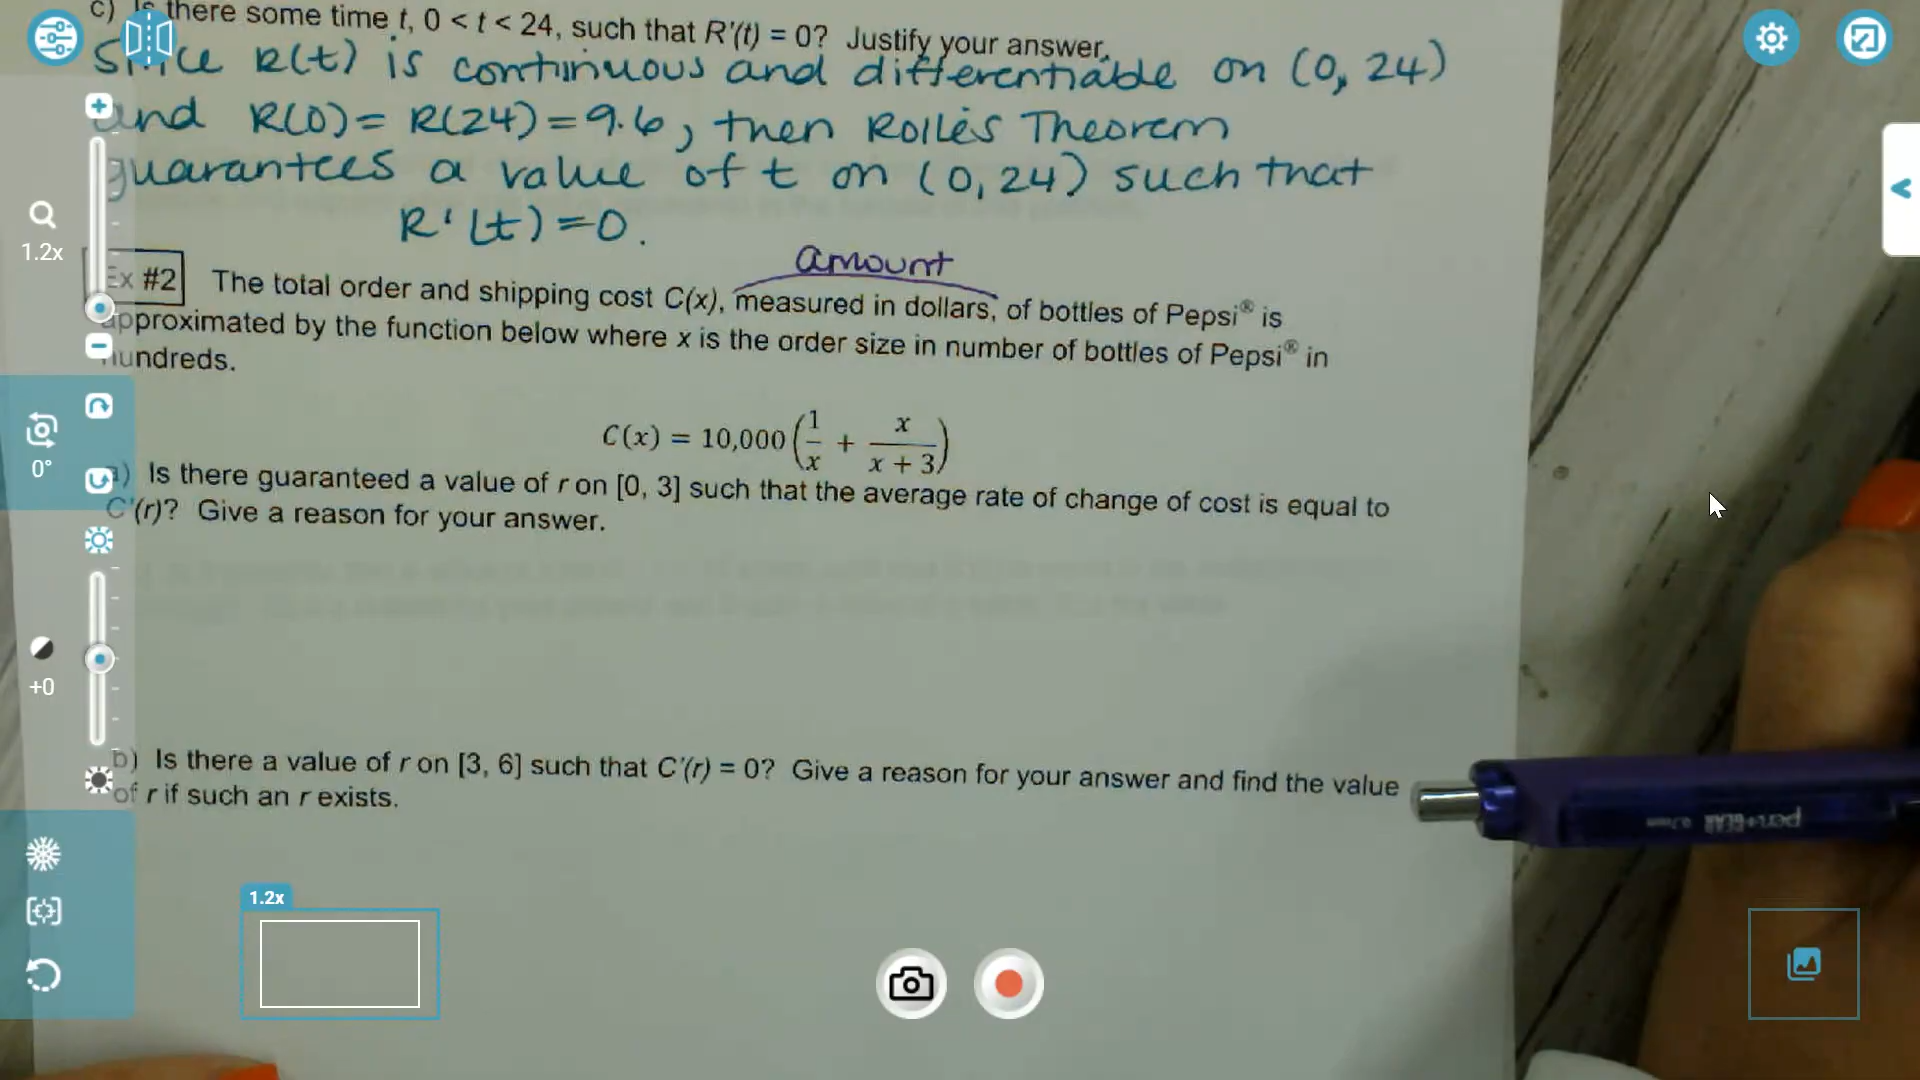 c) Is there some time t, 0 < t < 24, such that R'(t) = 0? Justify your answer.
Since R(t) is continuous and differentiable on (0, 24)
and R(0) = R(24) = 9.6, then Rolle's Theorem
guarantees a value of t on (0, 24) such that
R'(t) = 0.
amount
Ex #2 The total order and shipping cost C(x), measured in dollars, of bottles of Pepsi® is
approximated by the function below where x is the order size in number of bottles of Pepsi® in
hundreds.
C(x) = 10,000(1/x + x/(x + 3))
a) Is there guaranteed a value of r on [0, 3] such that the average rate of change of cost is equal to
C'(r)? Give a reason for your answer.
b) Is there a value of r on [3, 6] such that C'(r) = 0? Give a reason for your answer and find the value
of r if such an r exists.
1.2x
0°
+0
1.2x
pen+GEAR